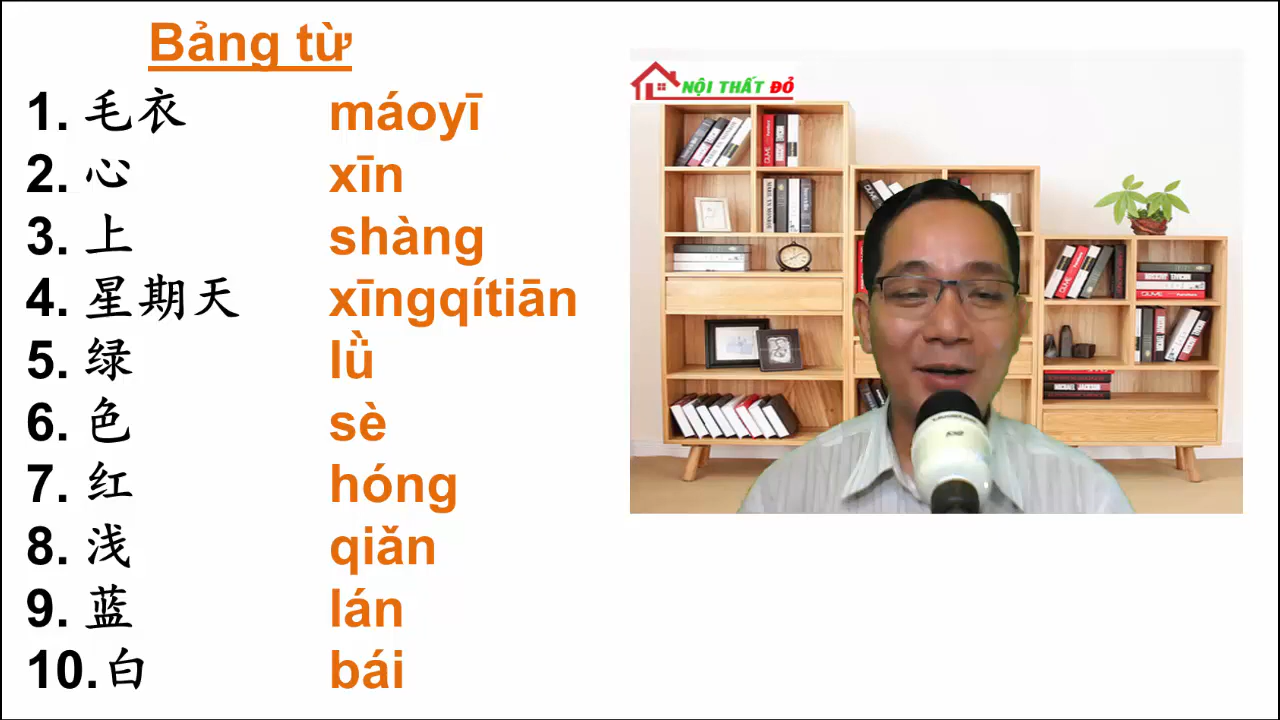 Bảng từ
1. 毛衣 máoyī
2. 心 xīn
3. 上 shàng
4. 星期天 xīngqítiān
5. 绿 lǜ
6. 色 sè
7. 红 hóng
8. 浅 qiǎn
9. 蓝 lán
10.白 bái
NỘI THẤT ĐỎ